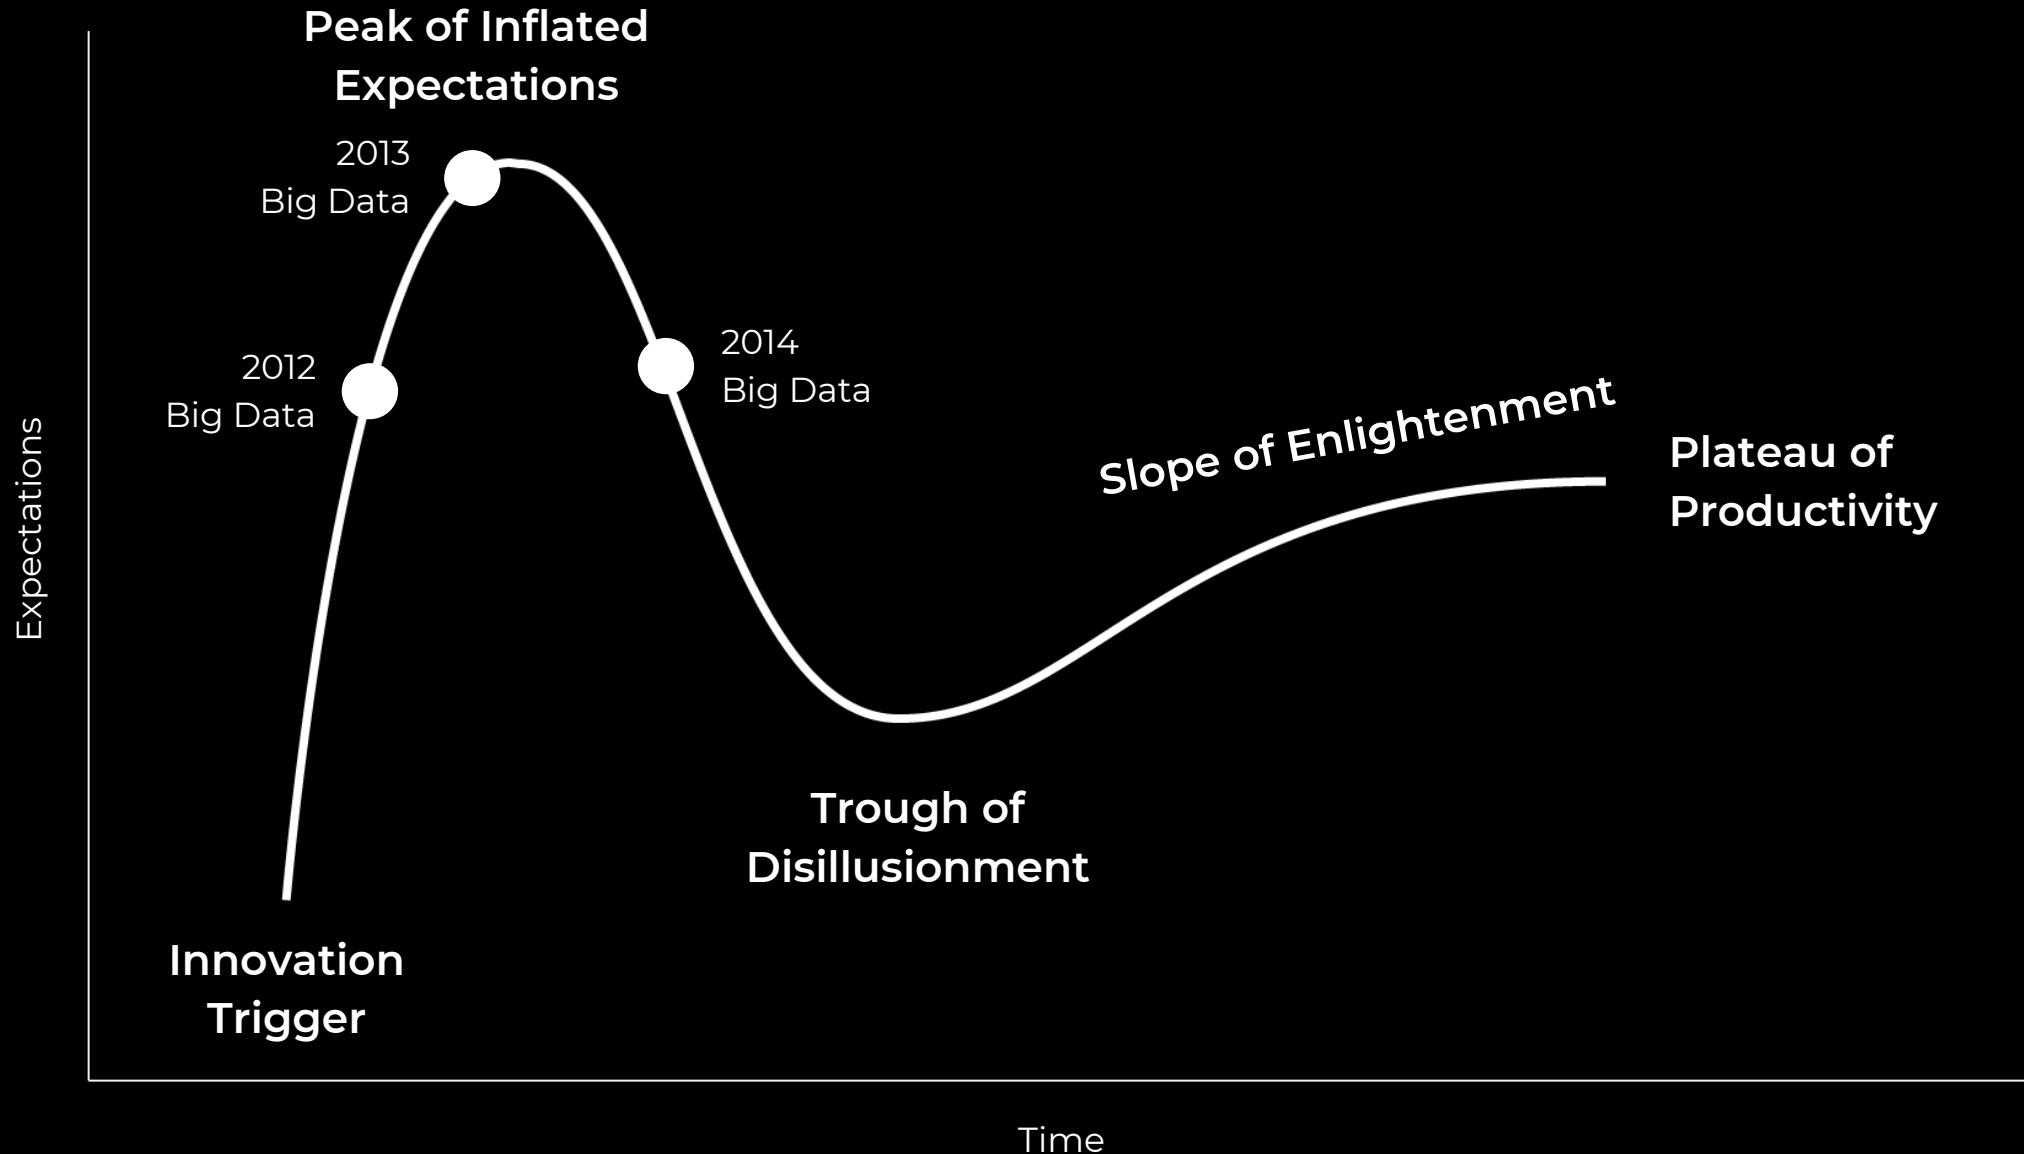 Peak of Inflated
Expectations
2013
Big Data
2012
Big Data
2014
Big Data
Slope of Enlightenment
Plateau of
Productivity
Expectations
Trough of
Disillusionment
Innovation
Trigger
Time